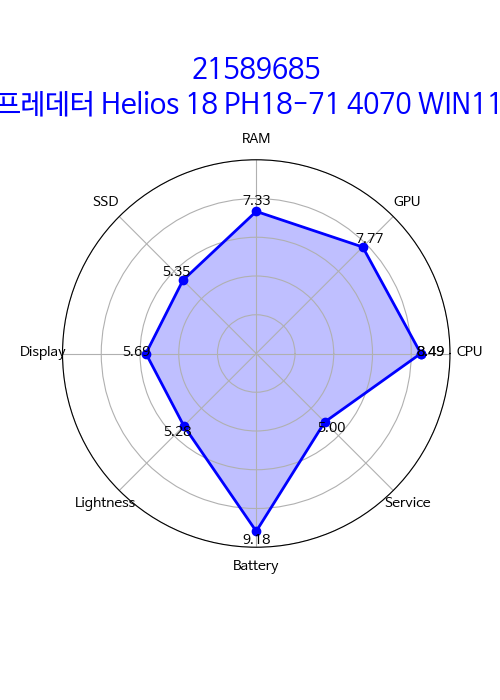 21589685
프레데터 Helios 18 PH18-71 4070 WIN11
RAM
SSD
7.33
GPU
7.77
5.35
Display
5.69
8.49
CPU
5.28
5.00
Lightness
Service
9.18
Battery